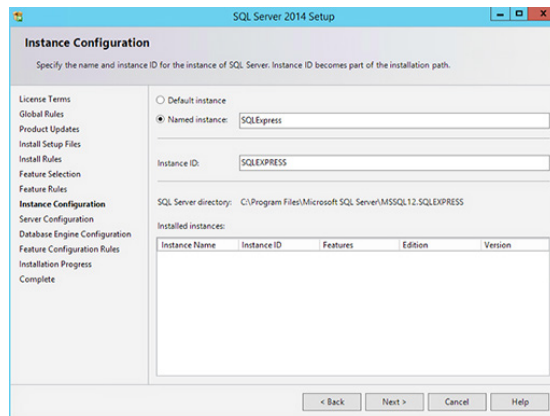 SQL Server 2014 Setup
Instance Configuration
Specify the name and instance ID for the instance of SQL Server. Instance ID becomes part of the installation path.
License Terms
Global Rules
Product Updates
Install Setup Files
Install Rules
Feature Selection
Feature Rules
Instance Configuration
Server Configuration
Database Engine Configuration
Feature Configuration Rules
Installation Progress
Complete
Default instance
Named instance: SQLExpress
Instance ID: SQLEXPRESS
SQL Server directory: C:\Program Files\Microsoft SQL Server\MSSQL12.SQLEXPRESS
Installed instances:
Instance Name Instance ID Features Edition Version
< Back Next > Cancel Help